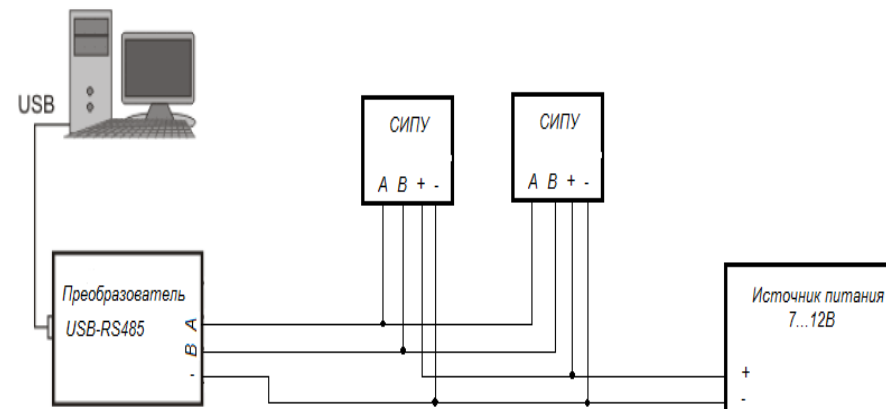 USB
СИПУ
A B + -
СИПУ
A B + -
Преобразователь
USB-RS485
A
B
-
Источник питания
7...12В
+
-